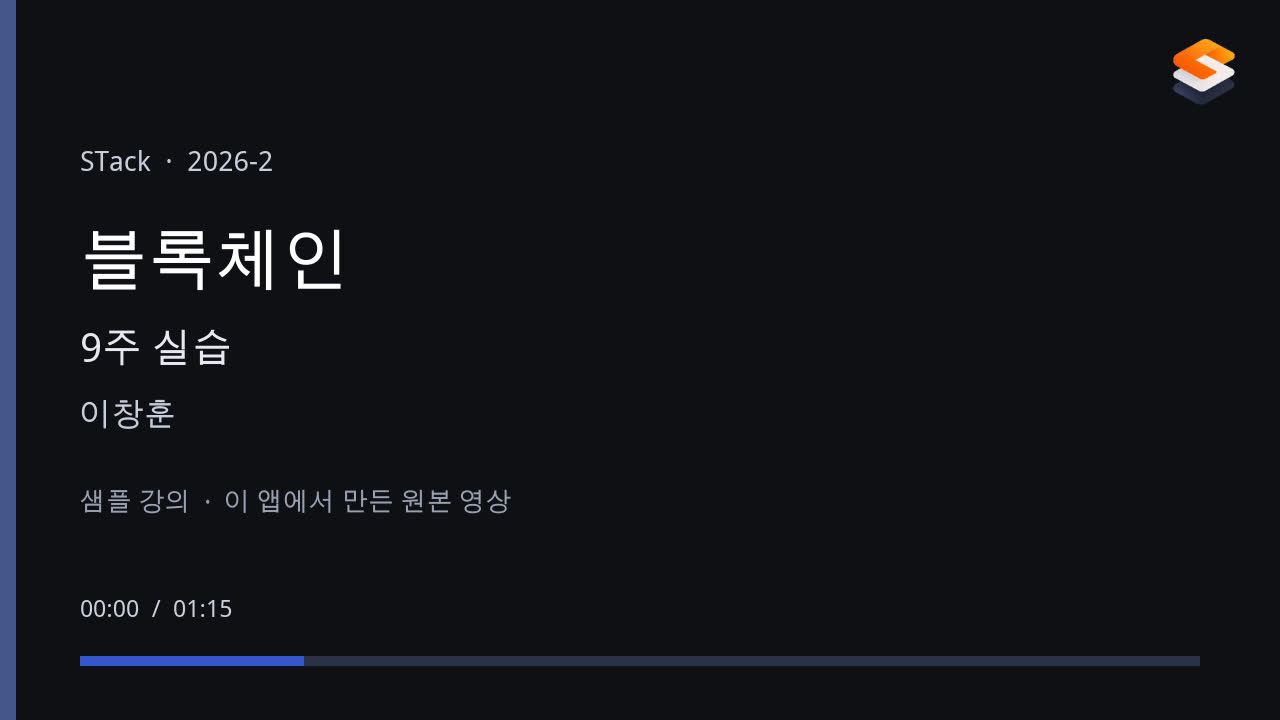 STack · 2026-2
블록체인
9주 실습
이창훈
샘플 강의 · 이 앱에서 만든 원본 영상
00:00 / 01:15